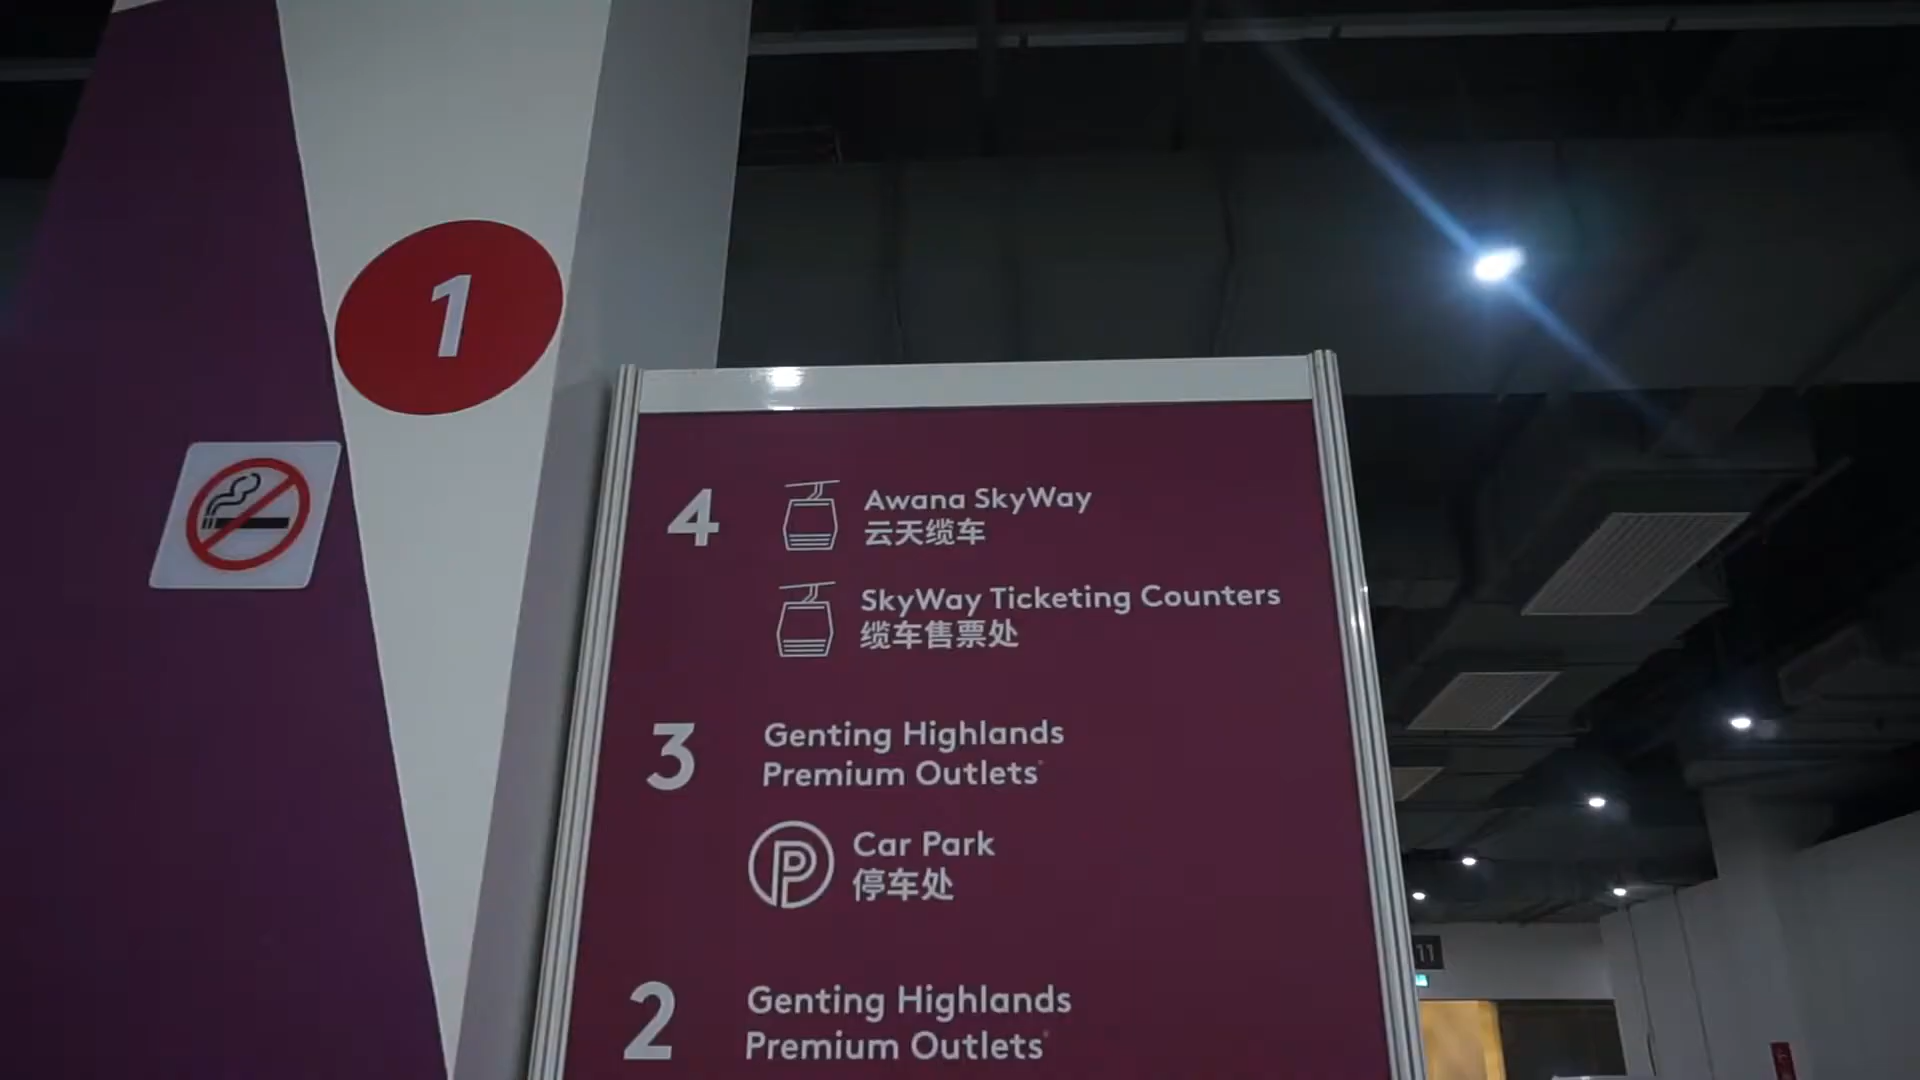 1
4
Awana SkyWay
云天缆车
SkyWay Ticketing Counters
缆车售票处
3
Genting Highlands
Premium Outlets
P
Car Park
停车处
2
Genting Highlands
Premium Outlets
11